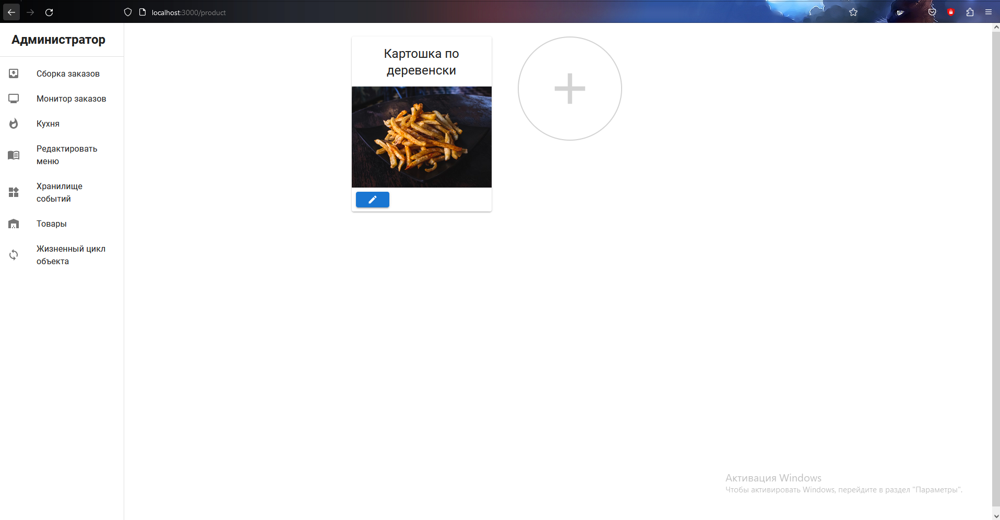 localhost:3000/product
Администратор
Сборка заказов
Монитор заказов
Кухня
Редактировать
меню
Хранилище
событий
Товары
Жизненный цикл
объекта
Картошка по
деревенски
Активация Windows
Чтобы активировать Windows, перейдите в раздел "Параметры".